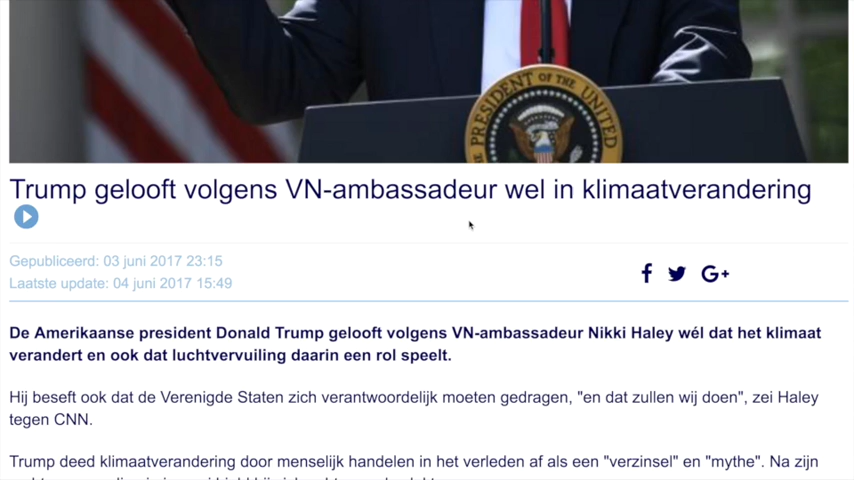 PRESIDENT OF THE UNITED
Trump gelooft volgens VN-ambassadeur wel in klimaatverandering
Gepubliceerd: 03 juni 2017 23:15
Laatste update: 04 juni 2017 15:49
f G+
De Amerikaanse president Donald Trump gelooft volgens VN-ambassadeur Nikki Haley wél dat het klimaat
verandert en ook dat luchtvervuiling daarin een rol speelt.
Hij beseft ook dat de Verenigde Staten zich verantwoordelijk moeten gedragen, "en dat zullen wij doen", zei Haley
tegen CNN.
Trump deed klimaatverandering door menselijk handelen in het verleden af als een "verzinsel" en "mythe". Na zijn